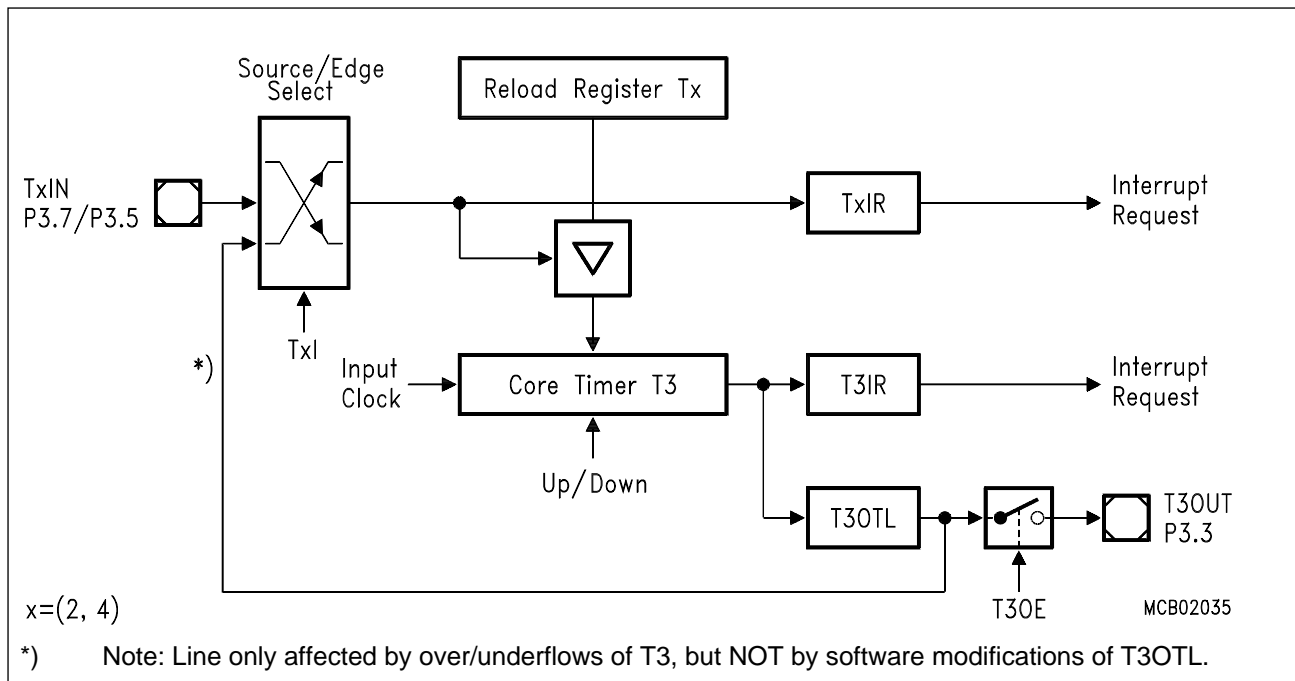 Source/Edge
Select
Reload Register Tx
TxIN
P3.7/P3.5
TxIR
Interrupt
Request
TxI
*)
Input
Clock
Core Timer T3
T3IR
Interrupt
Request
Up/Down
T3OTL
T3OUT
P3.3
x=(2, 4)
T3OE
MCB02035
*) Note: Line only affected by over/underflows of T3, but NOT by software modifications of T3OTL.